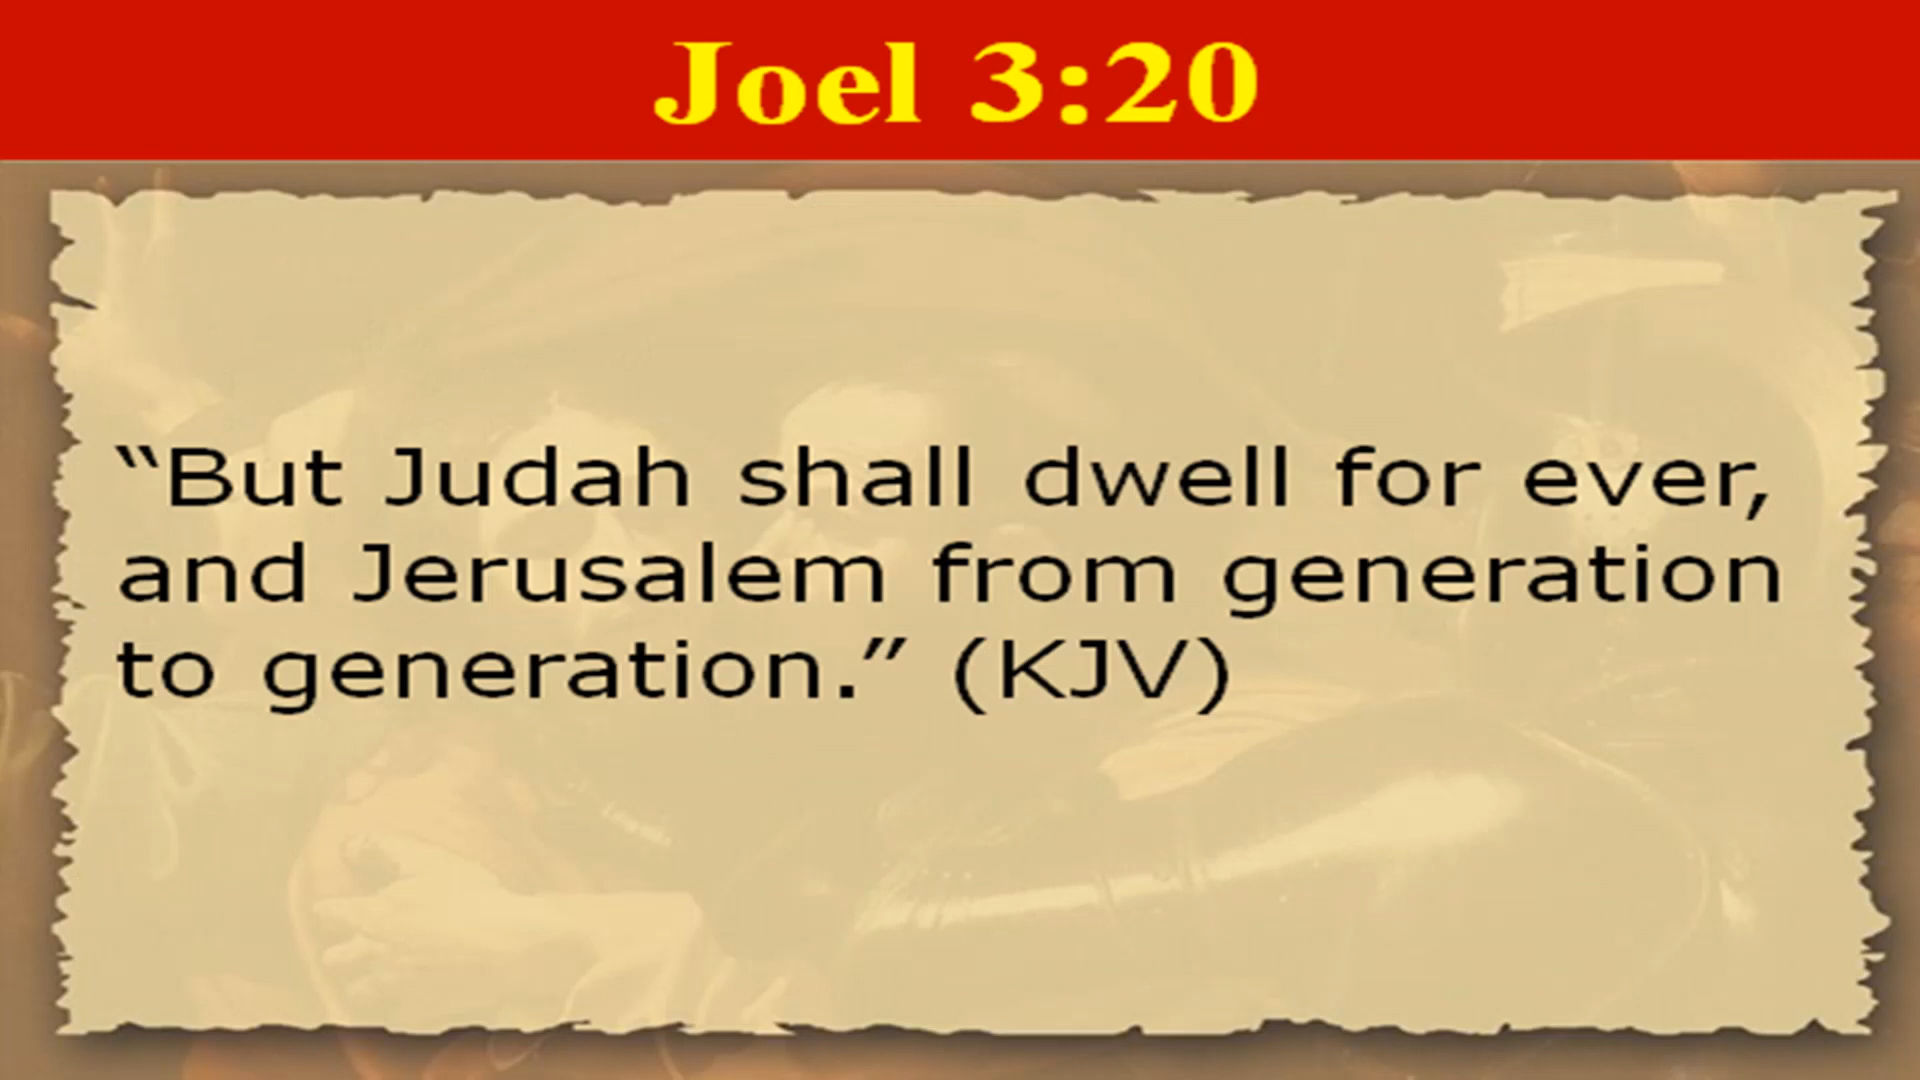 Joel 3:20
“But Judah shall dwell for ever,
and Jerusalem from generation
to generation.” (KJV)